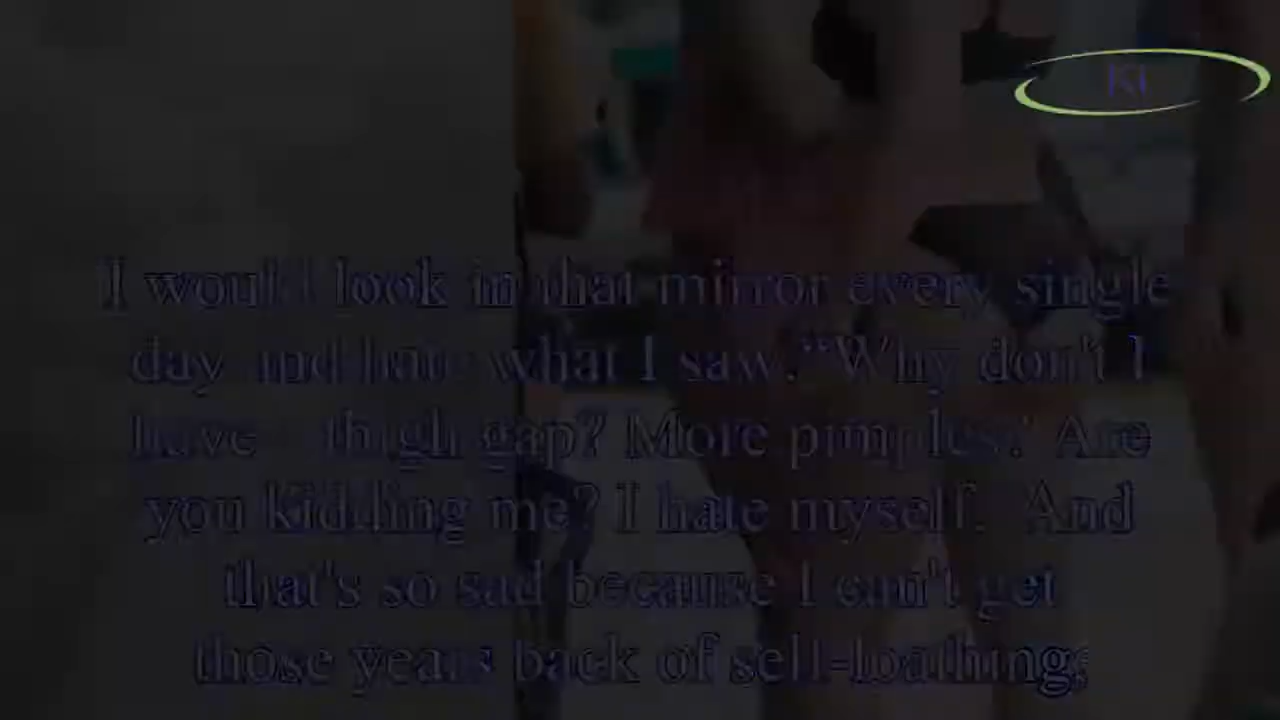 KI
I would look in that mirror every single
day and hate what I saw."Why don't I
have a thigh gap? More pimples? Are
you kidding me? I hate myself. And
that's so sad because I can't get
those years back of self-loathing,